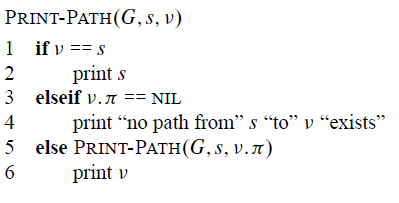 PRINT-PATH(G, s, v)
1 if v == s
2 print s
3 elseif v.π == NIL
4 print “no path from” s “to” v “exists”
5 else PRINT-PATH(G, s, v.π)
6 print v